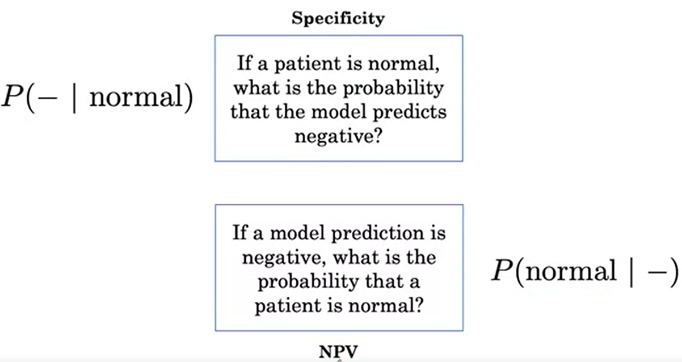 Specificity
P(− | normal)
If a patient is normal,
what is the probability
that the model predicts
negative?
If a model prediction is
negative, what is the
probability that a
patient is normal?
P(normal | −)
NPV